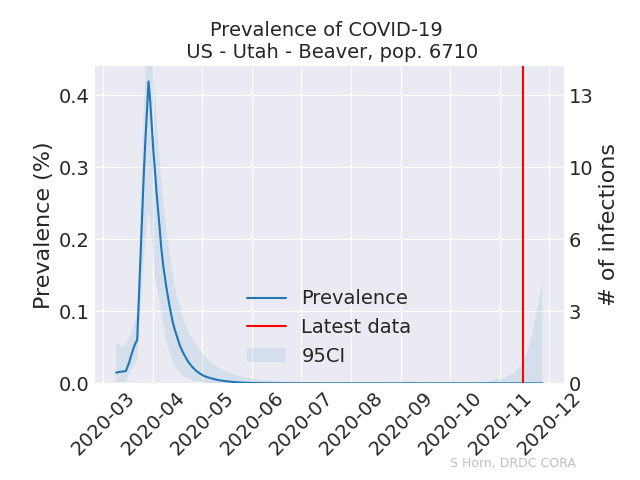 Prevalence of COVID-19
US - Utah - Beaver, pop. 6710
Prevalence (%)
0.4
0.3
0.2
0.1
0.0
13
10
6
3
0
# of infections
Prevalence
Latest data
95CI
2020-03
2020-04
2020-05
2020-06
2020-07
2020-08
2020-09
2020-10
2020-11
2020-12
S Horn, DRDC CORA